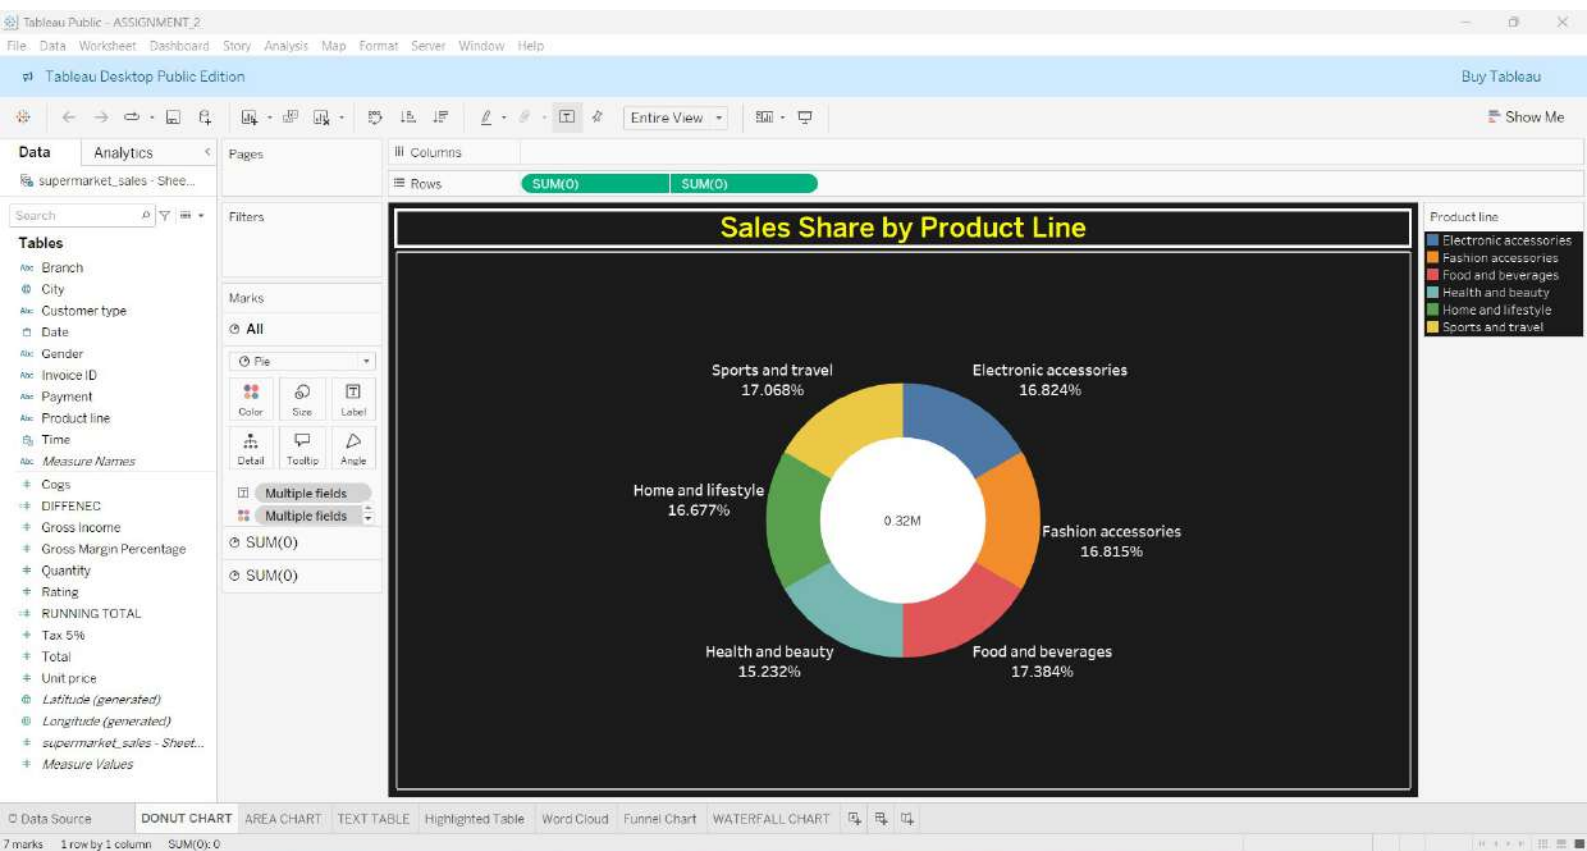 Tableau Public - ASSIGNMENT_2
File Data Worksheet Dashboard Story Analysis Map Format Server Window Help
Tableau Desktop Public Edition
Buy Tableau
Entire View
Show Me
Data Analytics
Pages
Columns
supermarket_sales - Shee...
Rows SUM(0) SUM(0)
Search
Filters
Sales Share by Product Line
Product line
Electronic accessories
Fashion accessories
Food and beverages
Health and beauty
Home and lifestyle
Sports and travel
Tables
Abc Branch
City
Abc Customer type
Date
Abc Gender
Abc Invoice ID
Abc Payment
Abc Product line
Time
Abc Measure Names
Cogs
DIFFENEC
Gross Income
Gross Margin Percentage
Quantity
Rating
RUNNING TOTAL
Tax 5%
Total
Unit price
Latitude (generated)
Longitude (generated)
supermarket_sales - Sheet...
Measure Values
Marks
All
Pie
Color Size Label
Detail Tooltip Angle
Multiple fields
Multiple fields
SUM(0)
SUM(0)
Sports and travel
17.068%
Electronic accessories
16.824%
Home and lifestyle
16.677%
0.32M
Fashion accessories
16.815%
Health and beauty
15.232%
Food and beverages
17.384%
Data Source DONUT CHART AREA CHART TEXT TABLE Highlighted Table Word Cloud Funnel Chart WATERFALL CHART
7 marks 1 row by 1 column SUM(0): 0